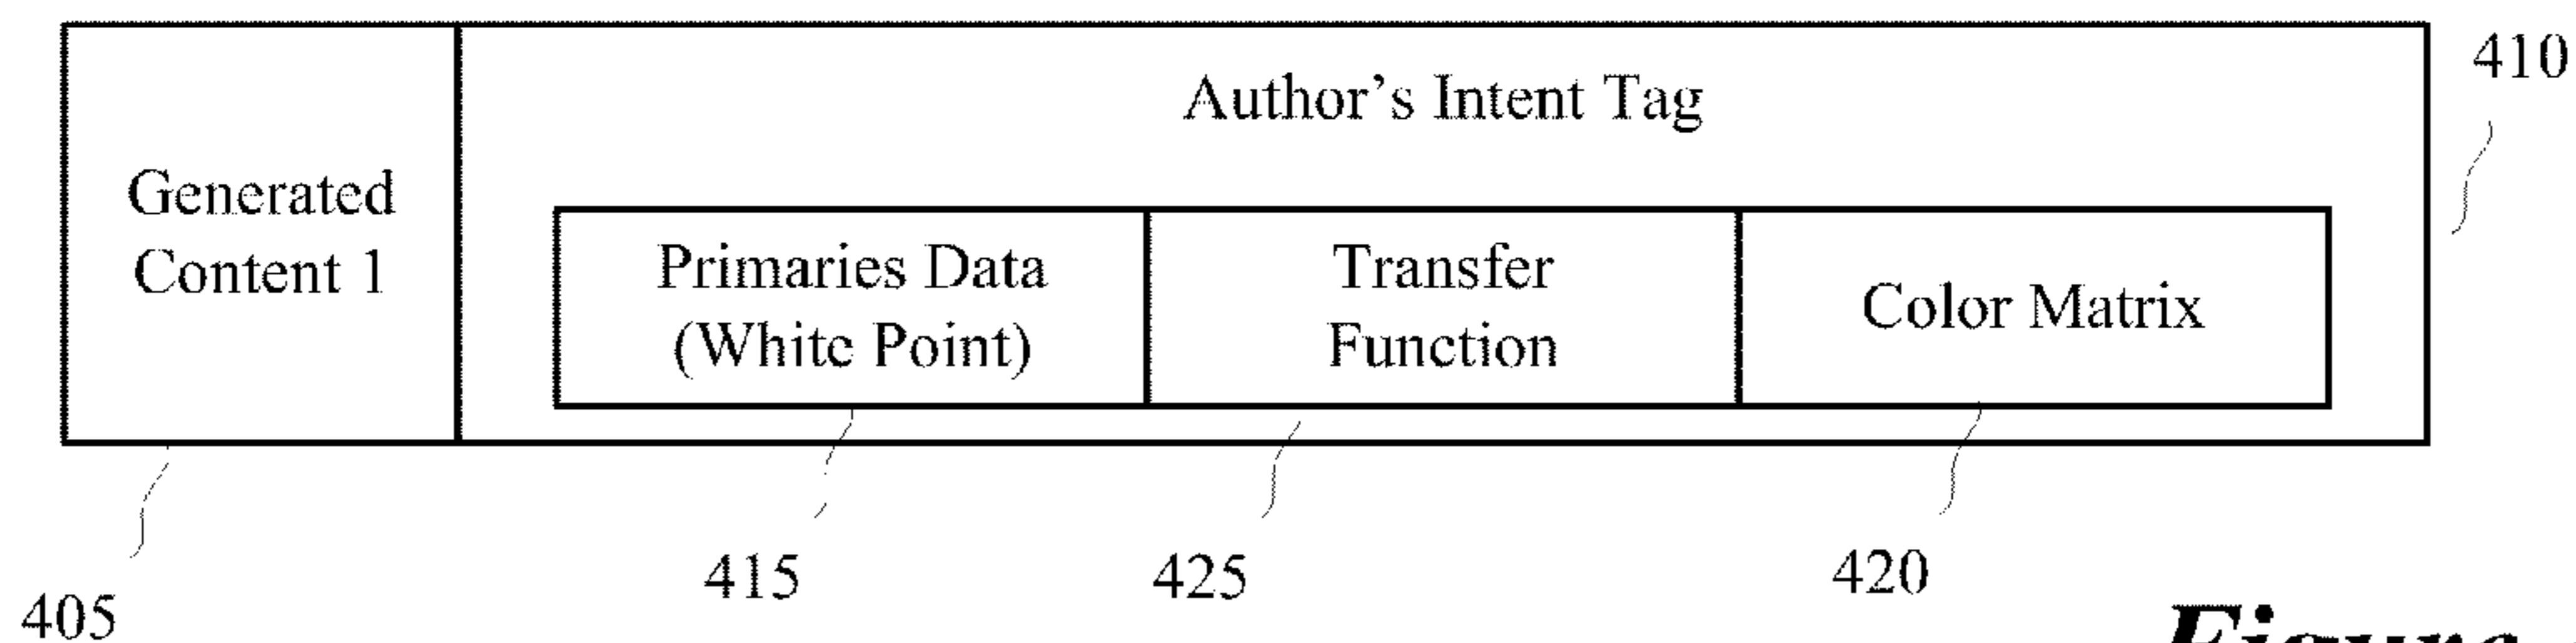 410
Author's Intent Tag
Generated
Content 1
Primaries Data
(White Point)
Transfer
Function
Color Matrix
405
415
425
420
Figure